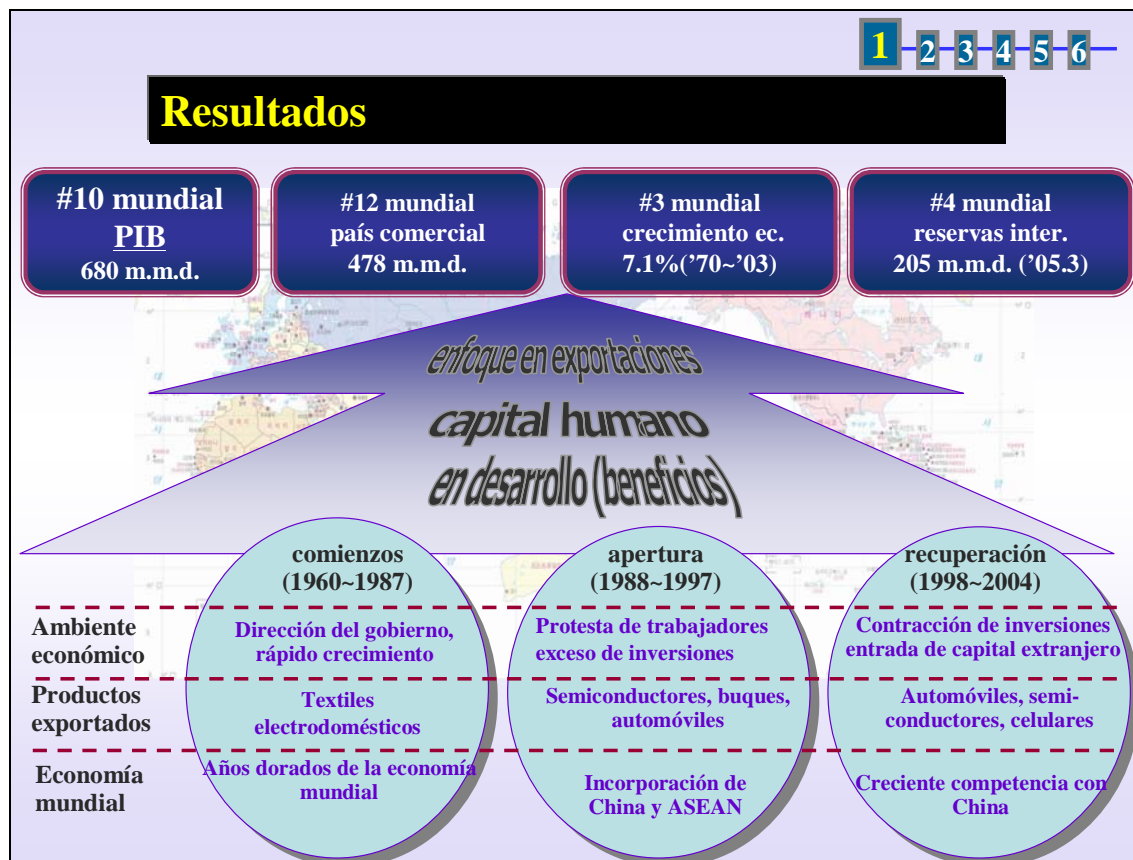 1 2 3 4 5 6
Resultados
#10 mundial
PIB
680 m.m.d.
#12 mundial
país comercial
478 m.m.d.
#3 mundial
crecimiento ec.
7.1%('70~'03)
#4 mundial
reservas inter.
205 m.m.d. ('05.3)
enfoque en exportaciones
capital humano
en desarrollo (beneficios)
comienzos
(1960~1987)
apertura
(1988~1997)
recuperación
(1998~2004)
Ambiente
económico
Dirección del gobierno,
rápido crecimiento
Protesta de trabajadores
exceso de inversiones
Contracción de inversiones
entrada de capital extranjero
Productos
exportados
Textiles
electrodomésticos
Semiconductores, buques,
automóviles
Automóviles, semi-
conductores, celulares
Economía
mundial
Años dorados de la economía
mundial
Incorporación de
China y ASEAN
Creciente competencia con
China